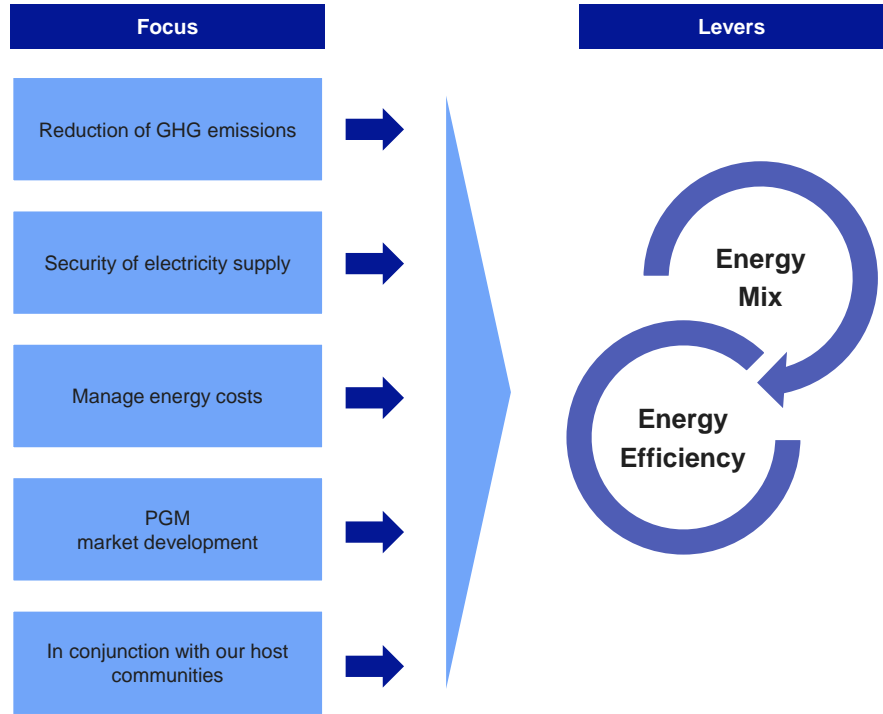 Focus
Levers
Reduction of GHG emissions
Security of electricity supply
Manage energy costs
PGM
market development
In conjunction with our host
communities
Energy
Mix
Energy
Efficiency